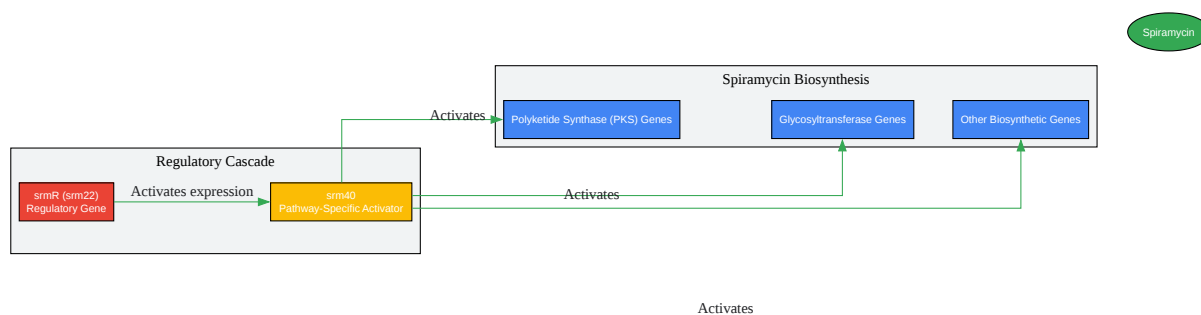 Spiramycin
Spiramycin Biosynthesis
Activates
Polyketide Synthase (PKS) Genes
Glycosyltransferase Genes
Other Biosynthetic Genes
Regulatory Cascade
srmR (srm22)
Regulatory Gene
Activates expression
srm40
Pathway-Specific Activator
Activates
Activates